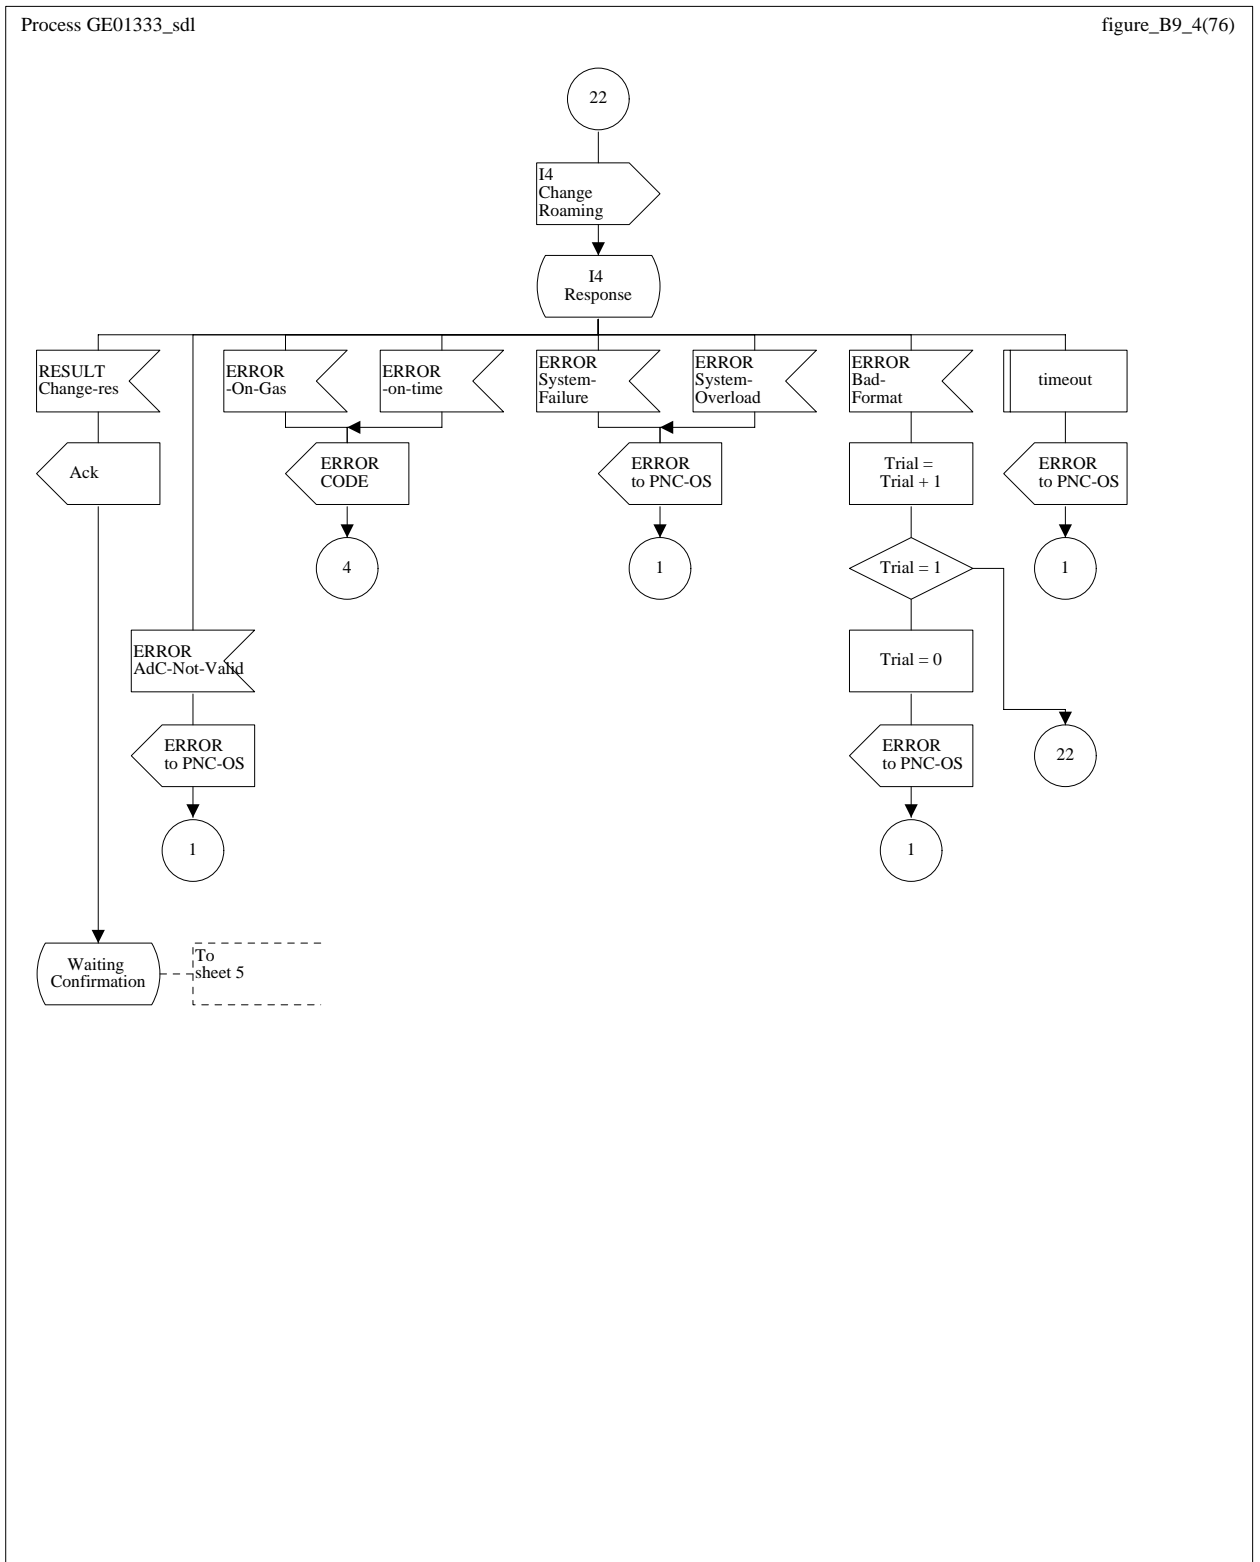 Process GE01333_sdl
figure_B9_4(76)
22
I4
Change
Roaming
I4
Response
RESULT
Change-res
ERROR
-On-Gas
ERROR
-on-time
ERROR
System-
Failure
ERROR
System-
Overload
ERROR
Bad-
Format
timeout
Ack
ERROR
CODE
ERROR
to PNC-OS
Trial =
Trial + 1
ERROR
to PNC-OS
4
1
Trial = 1
1
ERROR
AdC-Not-Valid
Trial = 0
ERROR
to PNC-OS
ERROR
to PNC-OS
22
1
1
Waiting
Confirmation
To
sheet 5